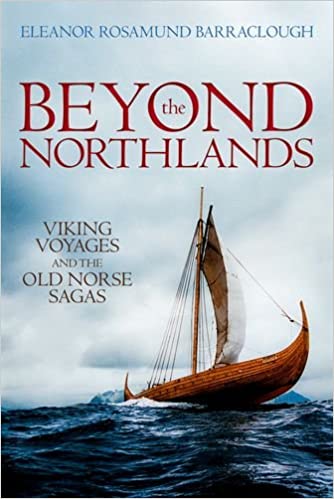 ELEANOR ROSAMUND BARRACLOUGH
BEYOND
the
NORTHLANDS
VIKING
VOYAGES
AND THE
OLD NORSE
SAGAS